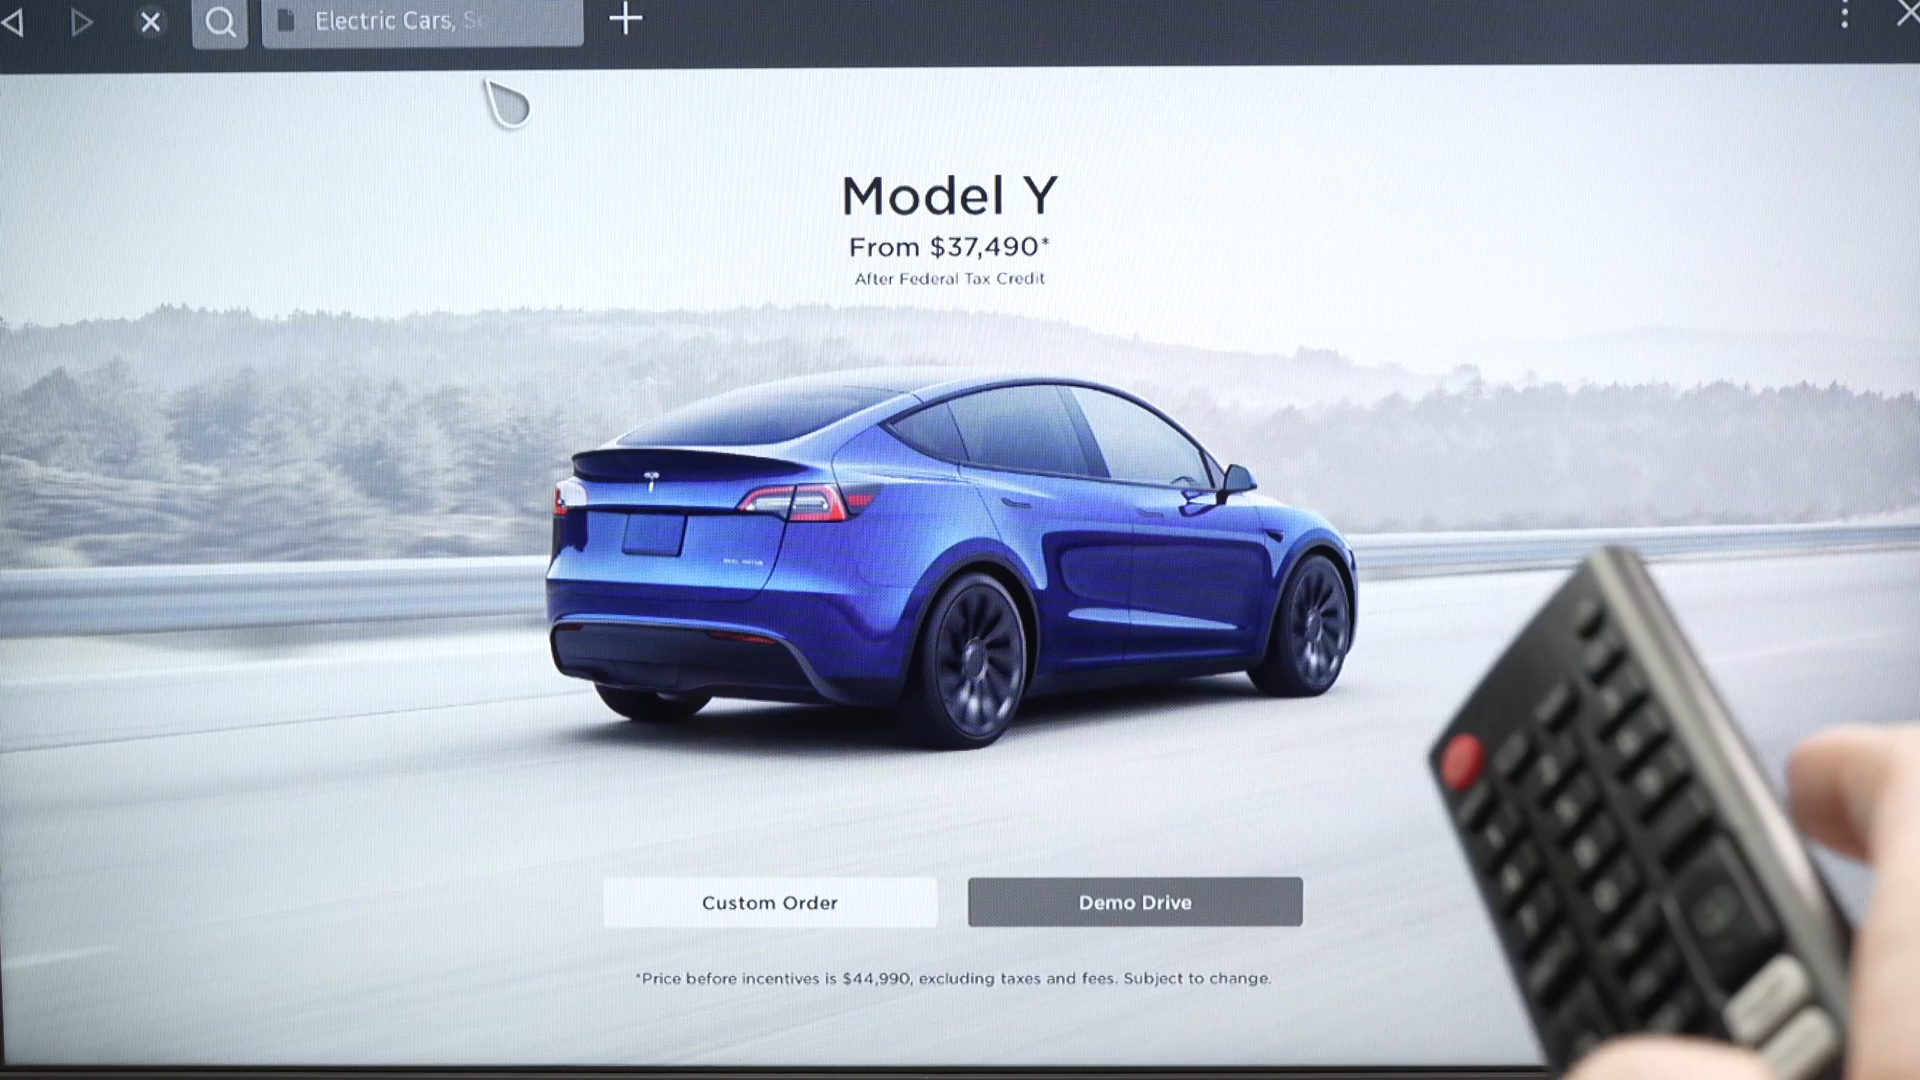 Electric Cars,
Model Y
From $37,490*
After Federal Tax Credit
Custom Order
Demo Drive
*Price before incentives is $44,990, excluding taxes and fees. Subject to change.